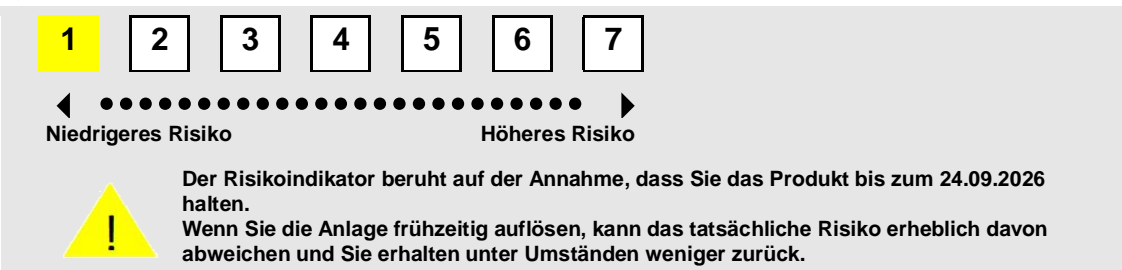 1 2 3 4 5 6 7
Niedrigeres Risiko Höheres Risiko
Der Risikoindikator beruht auf der Annahme, dass Sie das Produkt bis zum 24.09.2026
halten.
Wenn Sie die Anlage frühzeitig auflösen, kann das tatsächliche Risiko erheblich davon
abweichen und Sie erhalten unter Umständen weniger zurück.
!